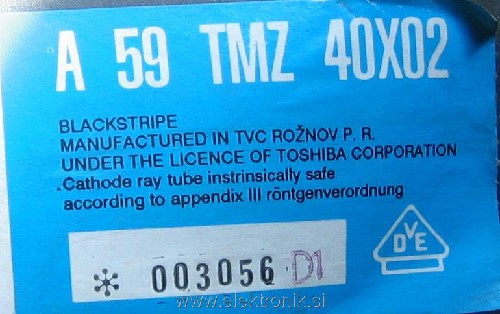 A 59 TMZ 40X02
BLACKSTRIPE
MANUFACTURED IN TVC ROŽNOV P. R.
UNDER THE LICENCE OF TOSHIBA CORPORATION
Cathode ray tube instrinsically safe
according to appendix III röntgenverordnung
DVE
* 003056 D1
www.elektronik.si